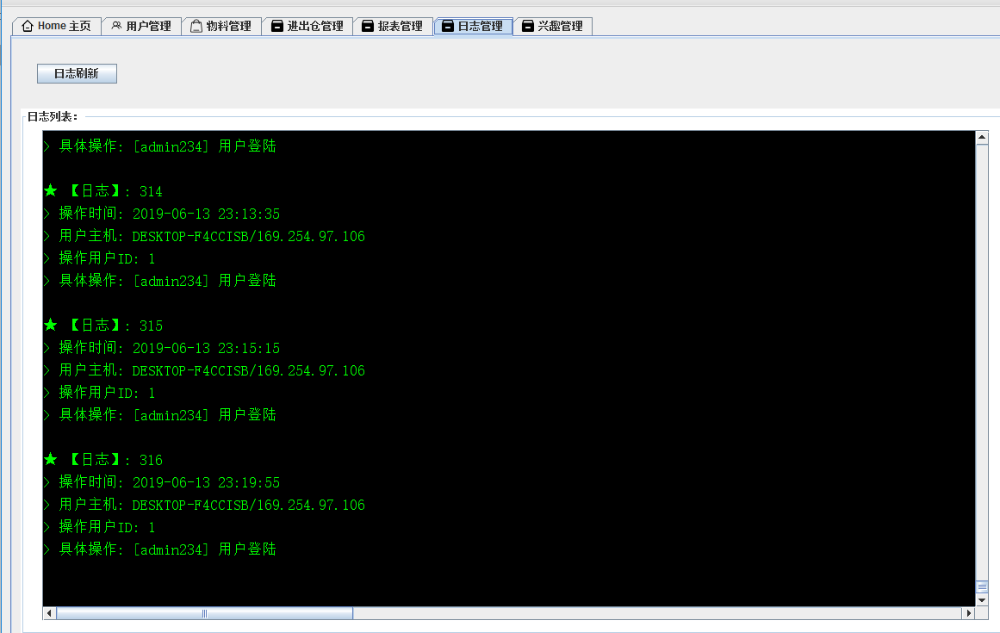 Home 主页 用户管理 物料管理 进出仓管理 报表管理 日志管理 兴趣管理
日志刷新
日志列表：
> 具体操作: [admin234] 用户登陆
★ 【日志】: 314
> 操作时间: 2019-06-13 23:13:35
> 用户主机: DESKTOP-F4CCISB/169.254.97.106
> 操作用户ID: 1
> 具体操作: [admin234] 用户登陆
★ 【日志】: 315
> 操作时间: 2019-06-13 23:15:15
> 用户主机: DESKTOP-F4CCISB/169.254.97.106
> 操作用户ID: 1
> 具体操作: [admin234] 用户登陆
★ 【日志】: 316
> 操作时间: 2019-06-13 23:19:55
> 用户主机: DESKTOP-F4CCISB/169.254.97.106
> 操作用户ID: 1
> 具体操作: [admin234] 用户登陆